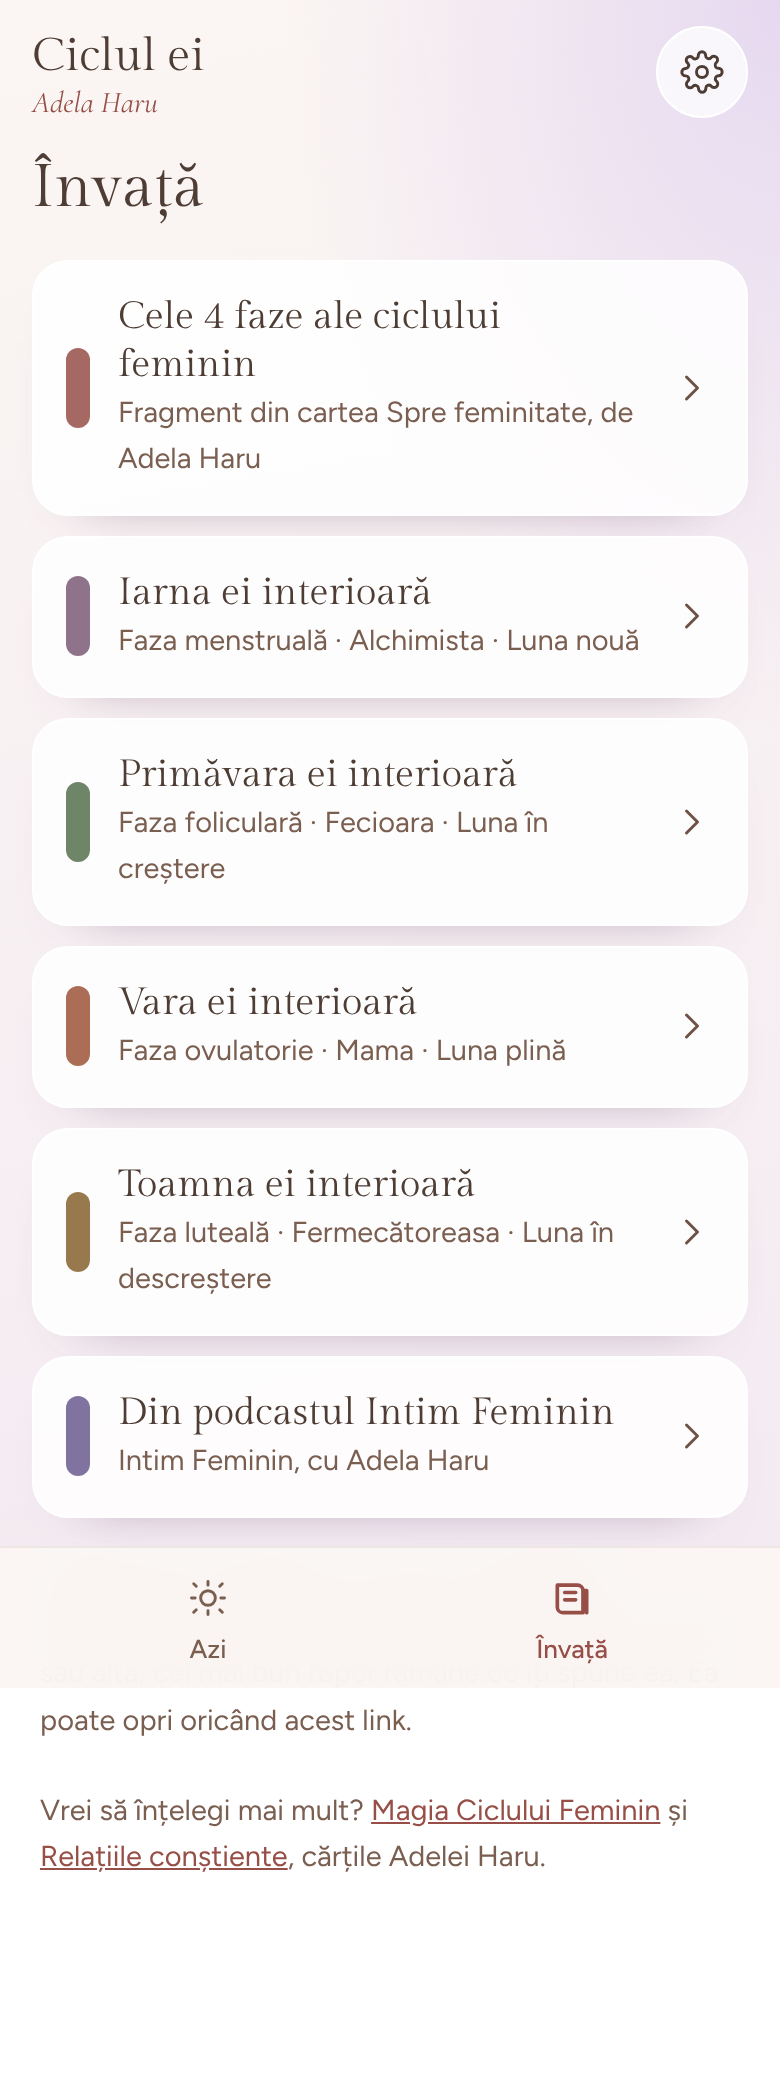 Ciclul ei
Adela Haru
Învață
Cele 4 faze ale ciclului
feminin
Fragment din cartea Spre feminitate, de
Adela Haru
Iarna ei interioară
Faza menstruală · Alchimista · Luna nouă
Primăvara ei interioară
Faza foliculară · Fecioara · Luna în
creștere
Vara ei interioară
Faza ovulatorie · Mama · Luna plină
Toamna ei interioară
Faza luteală · Fermecătoreasa · Luna în
descreștere
Din podcastul Intim Feminin
Intim Feminin, cu Adela Haru
Azi
Învață
poate opri oricând acest link.
Vrei să înțelegi mai mult? Magia Ciclului Feminin și
Relațiile conștiente, cărțile Adelei Haru.